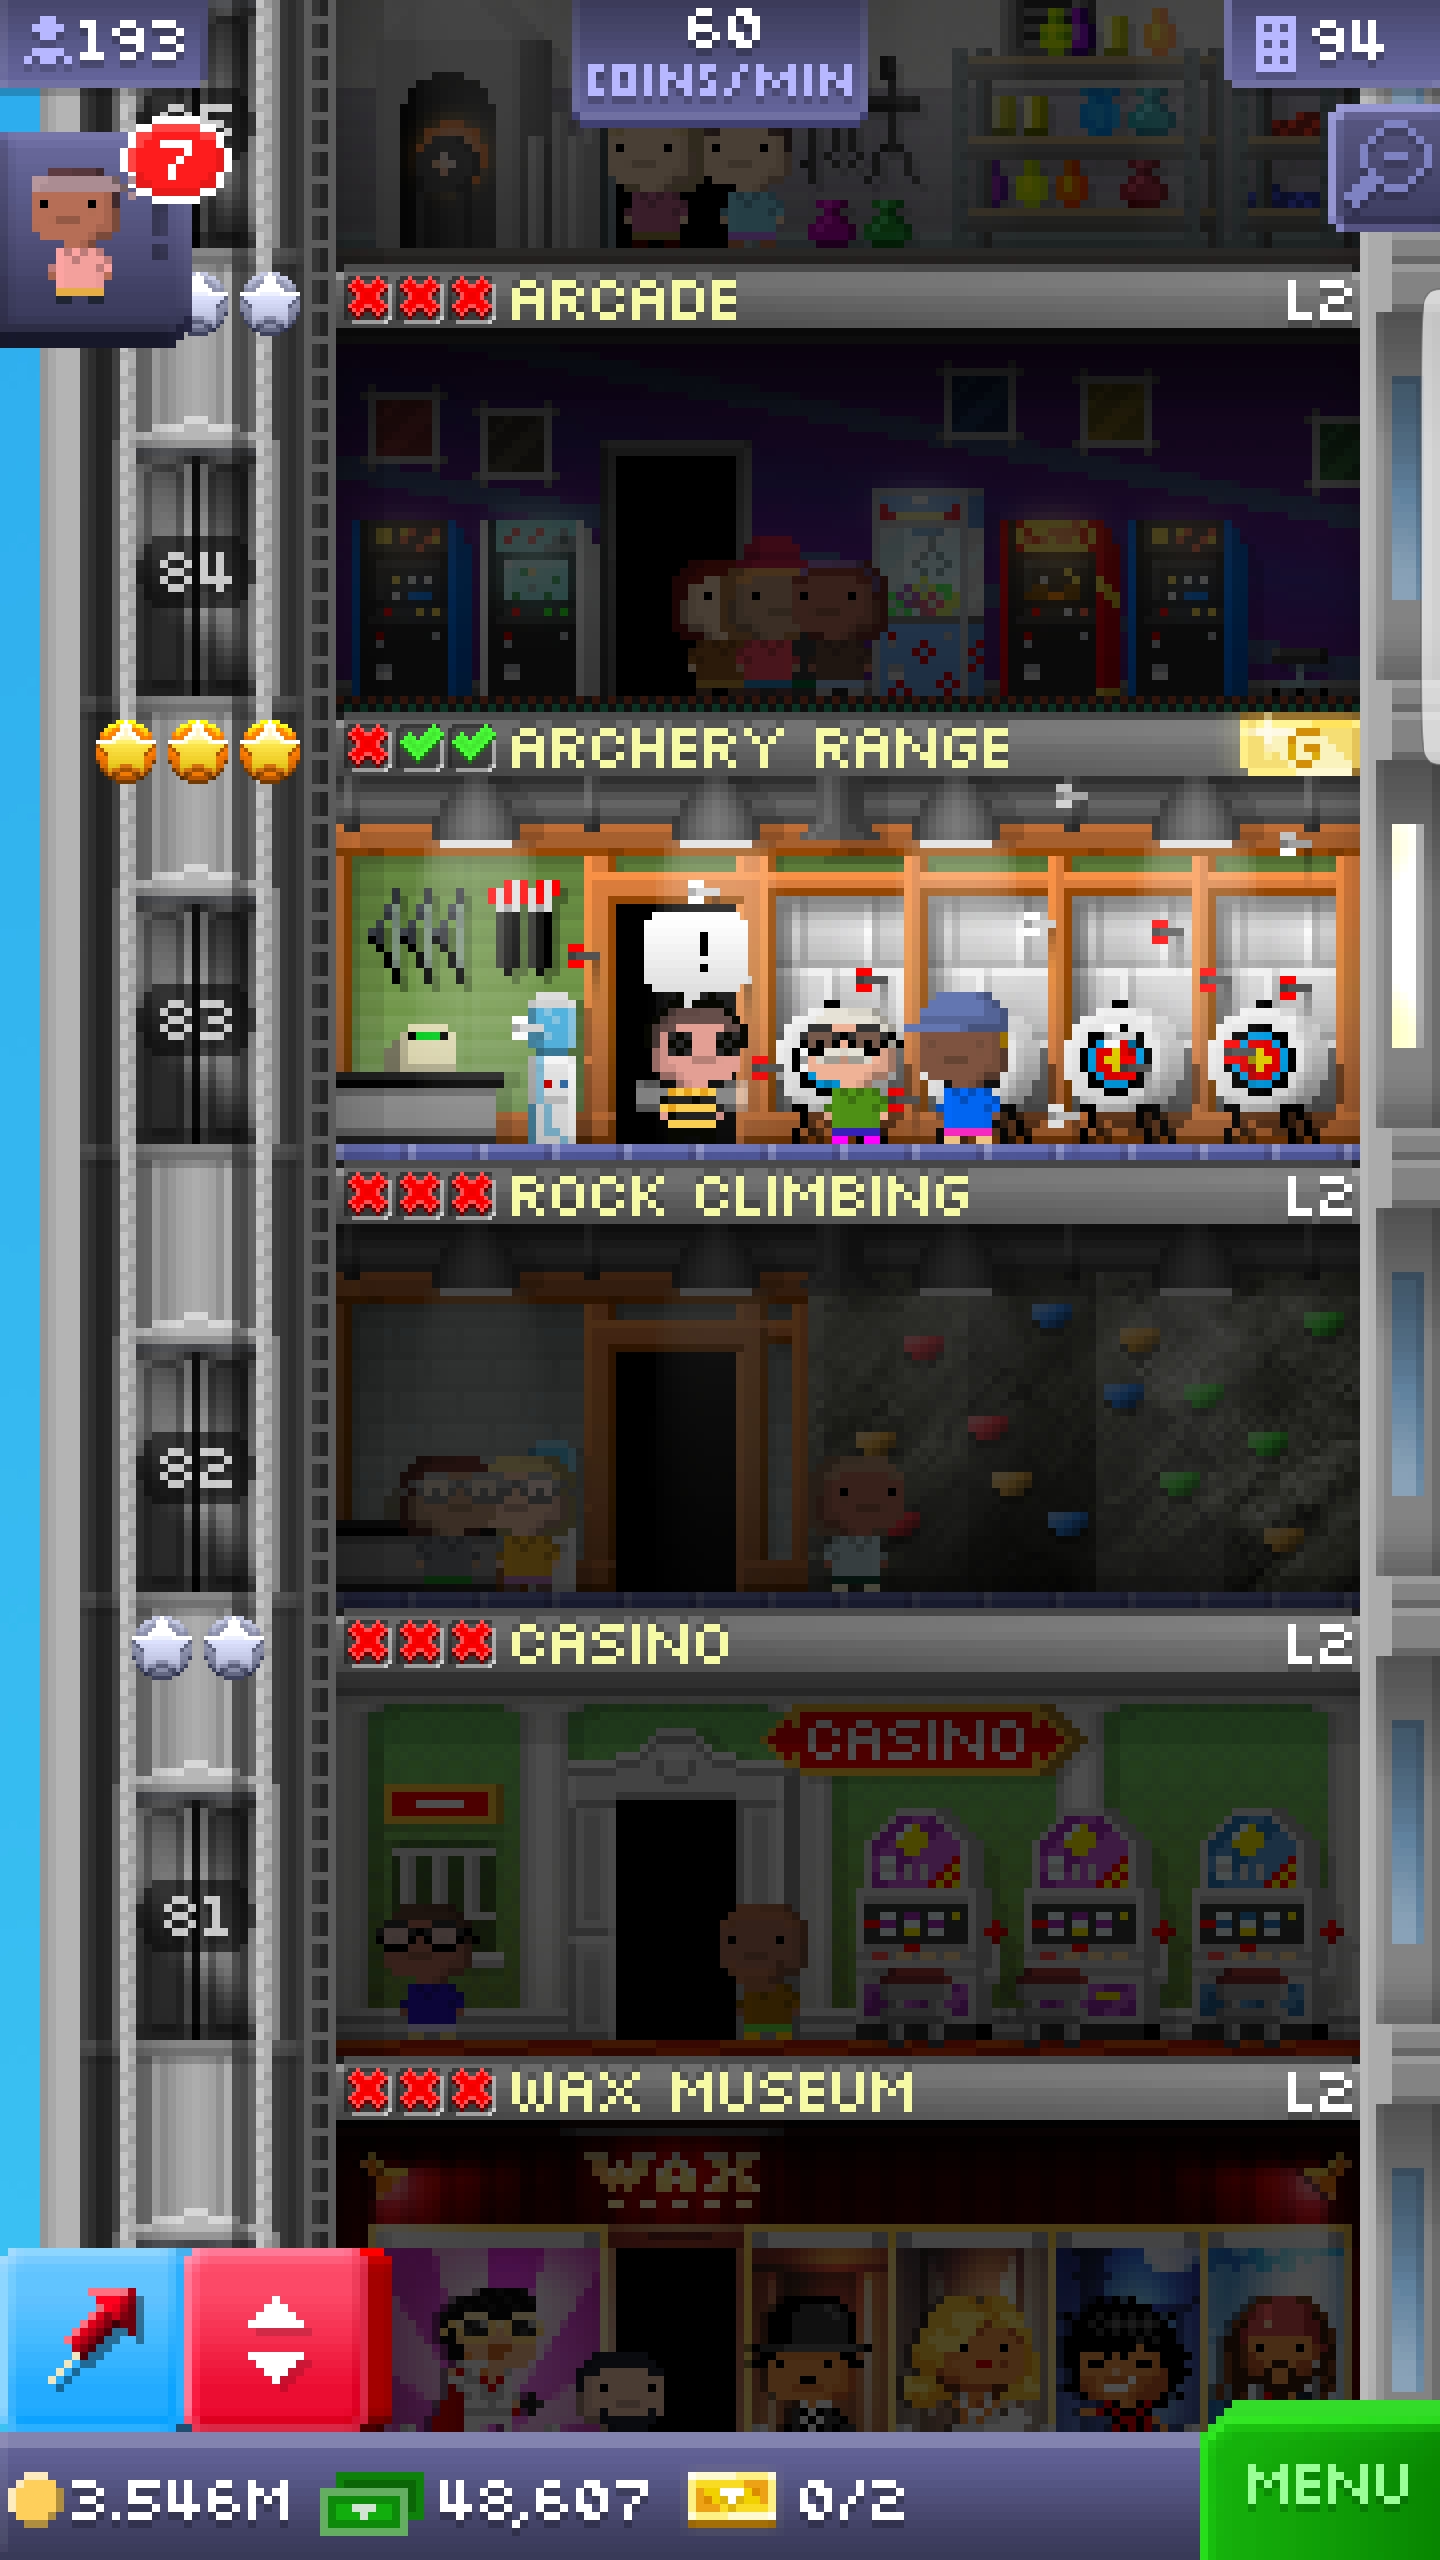 193
60
COINS/MIN
94
7
ARCADE
L2
84
ARCHERY RANGE
G
!
83
ROCK CLIMBING
L2
82
CASINO
L2
CASINO
81
WAX MUSEUM
L2
WAX
3.546M
48,607
0/2
MENU